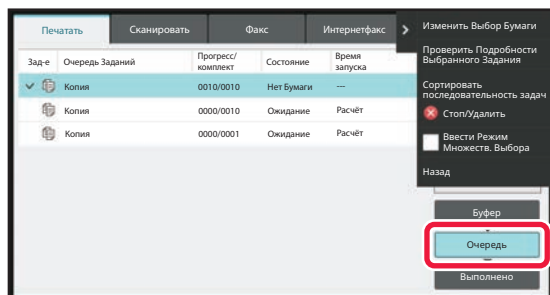 Печатать Сканировать Факс Интернетфакс
Зад-е Очередь Заданий Прогресс/комплект Состояние Время запуска
Копия 0010/0010 Нет Бумаги ---
Копия 0000/0010 Ожидание Расчёт
Копия 0000/0001 Ожидание Расчёт
Изменить Выбор Бумаги
Проверить Подробности
Выбранного Задания
Сортировать
последовательность задач
Стоп/Удалить
Ввести Режим
Множеств. Выбора
Назад
Буфер
Очередь
Выполнено